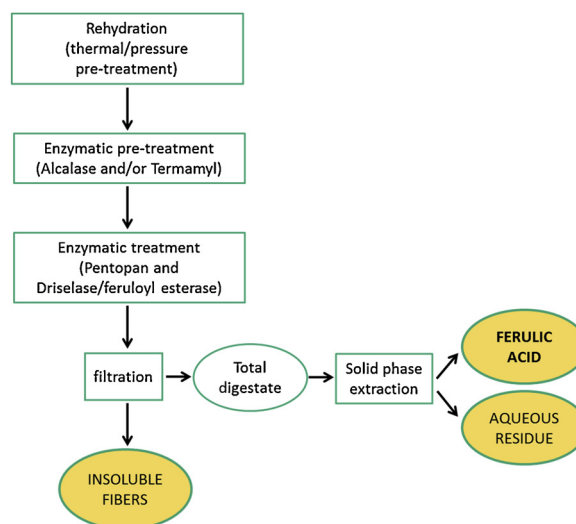 Rehydration
(thermal/pressure
pre-treatment)
Enzymatic pre-treatment
(Alcalase and/or Termamyl)
Enzymatic treatment
(Pentopan and
Driselase/feruloyl esterase)
filtration
Total
digestate
Solid phase
extraction
FERULIC
ACID
AQUEOUS
RESIDUE
INSOLUBLE
FIBERS